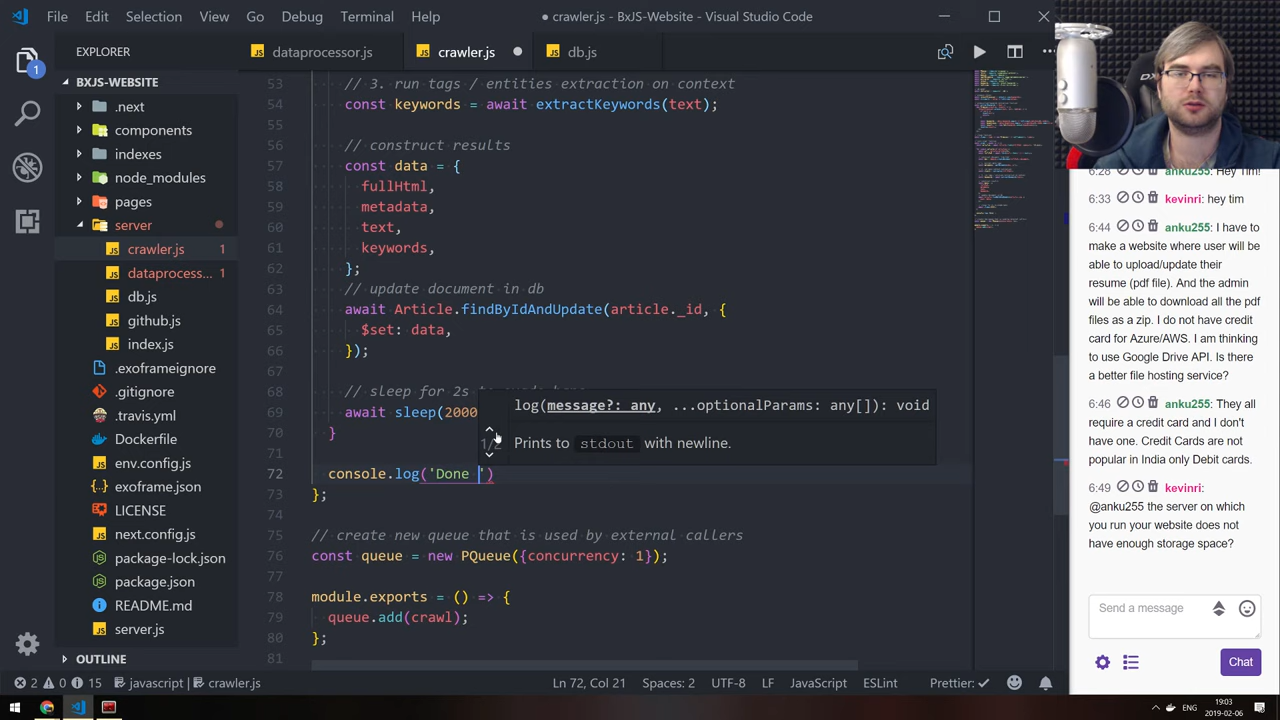 File Edit Selection View Go Debug Terminal Help
● crawler.js - BxJS-Website - Visual Studio Code
EXPLORER
dataprocessor.js
crawler.js
db.js
1
BXJS-WEBSITE
.next
components
indexes
node_modules
pages
crawler.js 1
dataprocess... 1
db.js
github.js
index.js
.exoframeignore
.gitignore
.travis.yml
Dockerfile
env.config.js
exoframe.json
LICENSE
next.config.js
package-lock.json
package.json
README.md
server.js
OUTLINE
54 const keywords = await extractKeywords(text);
55
56 // construct results
57 const data = {
58 fullHtml,
59 metadata,
60 text,
61 keywords,
62 };
63 // update document in db
64 await Article.findByIdAndUpdate(article._id, {
65 $set: data,
66 });
67
68 // sleep for 2s
69 await sleep(2000
70 }
71
72 console.log('Done ')
73 };
74
75 // create new queue that is used by external callers
76 const queue = new PQueue({concurrency: 1});
77
78 module.exports = () => {
79 queue.add(crawl);
80 };
81
log(message?: any, ...optionalParams: any[]): void
1/2 Prints to stdout with newline.
2 0 15 javascript crawler.js
Ln 72, Col 21 Spaces: 2 UTF-8 LF JavaScript ESLint Prettier: ✓
6:28 anku255: Hey Tim!
6:33 kevinri: hey tim
6:44 anku255: I have to
make a website where user will be
able to upload/update their
resume (pdf file). And the admin
will be able to download all the pdf
files as a zip. I do not have credit
card for Azure/AWS. I am thinking
to use Google Drive API. Is there
a better file hosting service?
6:46 anku255: They all
require a credit card and I don't
have one. Credit Cards are not
popular in India only Debit cards.
6:49 kevinri:
@anku255 the server on which
you run your website does not
have enough storage space?
Send a message
Chat
ENG
19:03
2019-02-06